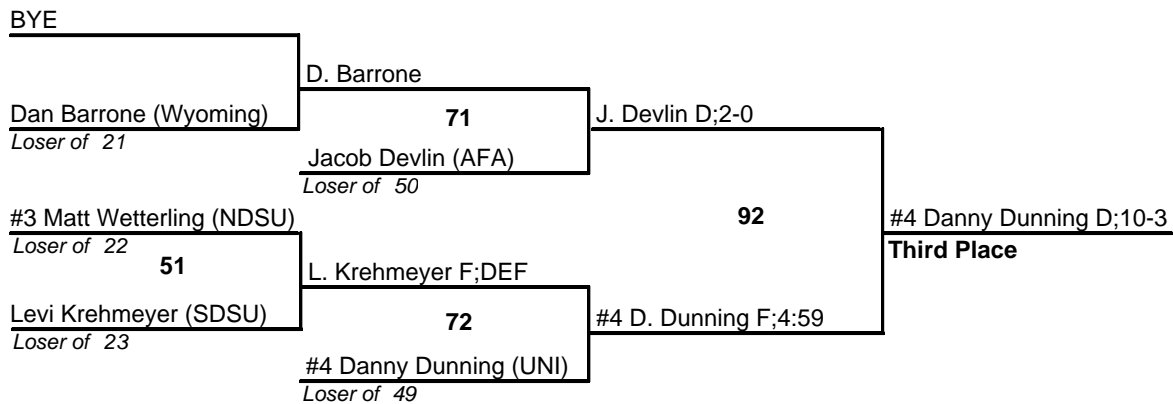 BYE
D. Barrone
Dan Barrone (Wyoming)
Loser of 21
71
J. Devlin D;2-0
Jacob Devlin (AFA)
Loser of 50
#3 Matt Wetterling (NDSU)
Loser of 22
92
#4 Danny Dunning D;10-3
Third Place
51
L. Krehmeyer F;DEF
Levi Krehmeyer (SDSU)
Loser of 23
72
#4 D. Dunning F;4:59
#4 Danny Dunning (UNI)
Loser of 49